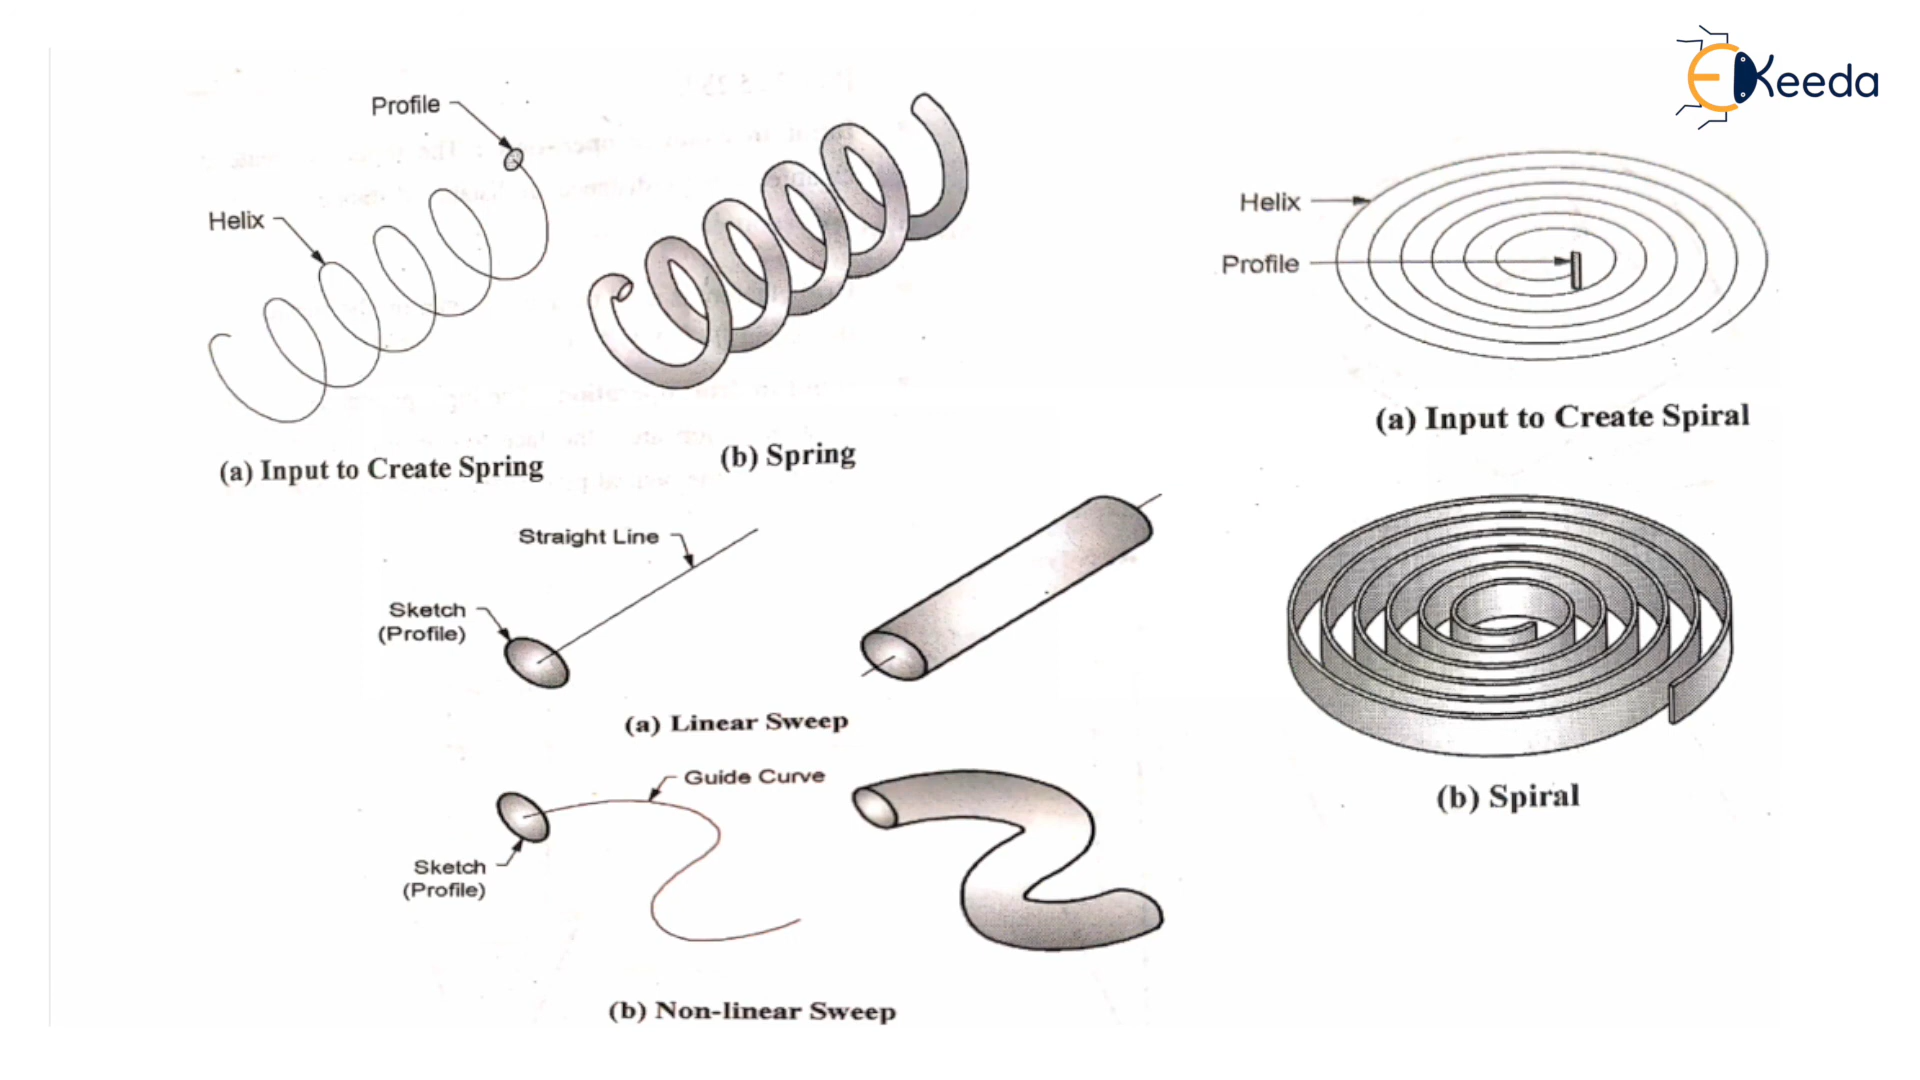 EKeeda
Profile
Helix
(a) Input to Create Spring
(b) Spring
Helix
Profile
(a) Input to Create Spiral
Straight Line
Sketch
(Profile)
(a) Linear Sweep
Guide Curve
Sketch
(Profile)
(b) Non-linear Sweep
(b) Spiral